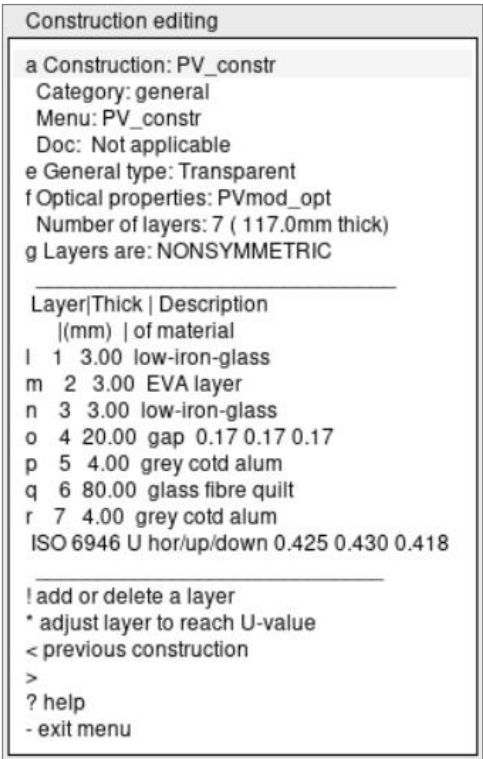 Construction editing
a Construction: PV_constr
Category: general
Menu: PV_constr
Doc: Not applicable
e General type: Transparent
f Optical properties: PVmod_opt
Number of layers: 7 ( 117.0mm thick)
g Layers are: NONSYMMETRIC
Layer|Thick | Description
|(mm) | of material
l 1 3.00 low-iron-glass
m 2 3.00 EVA layer
n 3 3.00 low-iron-glass
o 4 20.00 gap 0.17 0.17 0.17
p 5 4.00 grey cotd alum
q 6 80.00 glass fibre quilt
r 7 4.00 grey cotd alum
ISO 6946 U hor/up/down 0.425 0.430 0.418
! add or delete a layer
* adjust layer to reach U-value
< previous construction
>
? help
- exit menu